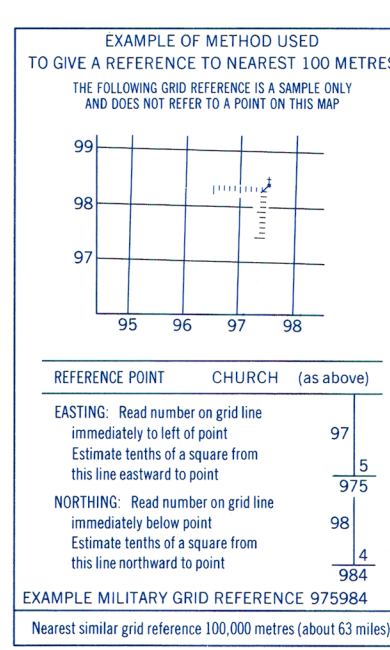 EXAMPLE OF METHOD USED
TO GIVE A REFERENCE TO NEAREST 100 METRES
THE FOLLOWING GRID REFERENCE IS A SAMPLE ONLY
AND DOES NOT REFER TO A POINT ON THIS MAP
99
98
97
95 96 97 98
REFERENCE POINT CHURCH (as above)
EASTING: Read number on grid line
immediately to left of point 97
Estimate tenths of a square from
this line eastward to point 5
975
NORTHING: Read number on grid line
immediately below point 98
Estimate tenths of a square from
this line northward to point 4
984
EXAMPLE MILITARY GRID REFERENCE 975984
Nearest similar grid reference 100,000 metres (about 63 miles)